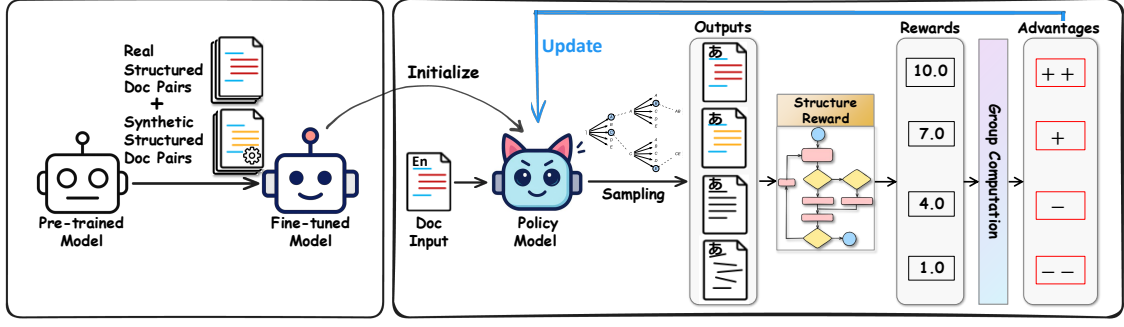 Real
Structured
Doc Pairs
+
Synthetic
Structured
Doc Pairs
Pre-trained
Model
Fine-tuned
Model
Initialize
Update
En
Doc
Input
Policy
Model
Sampling
Outputs
あ
あ
あ
あ
Structure
Reward
Rewards
10.0
7.0
4.0
1.0
Group Computation
Advantages
++
+
−
−−